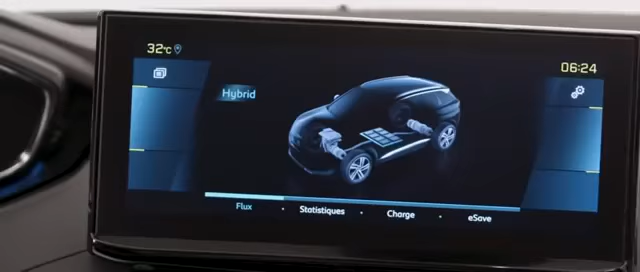 32°C
06:24
Hybrid
Flux · Statistiques · Charge · eSave